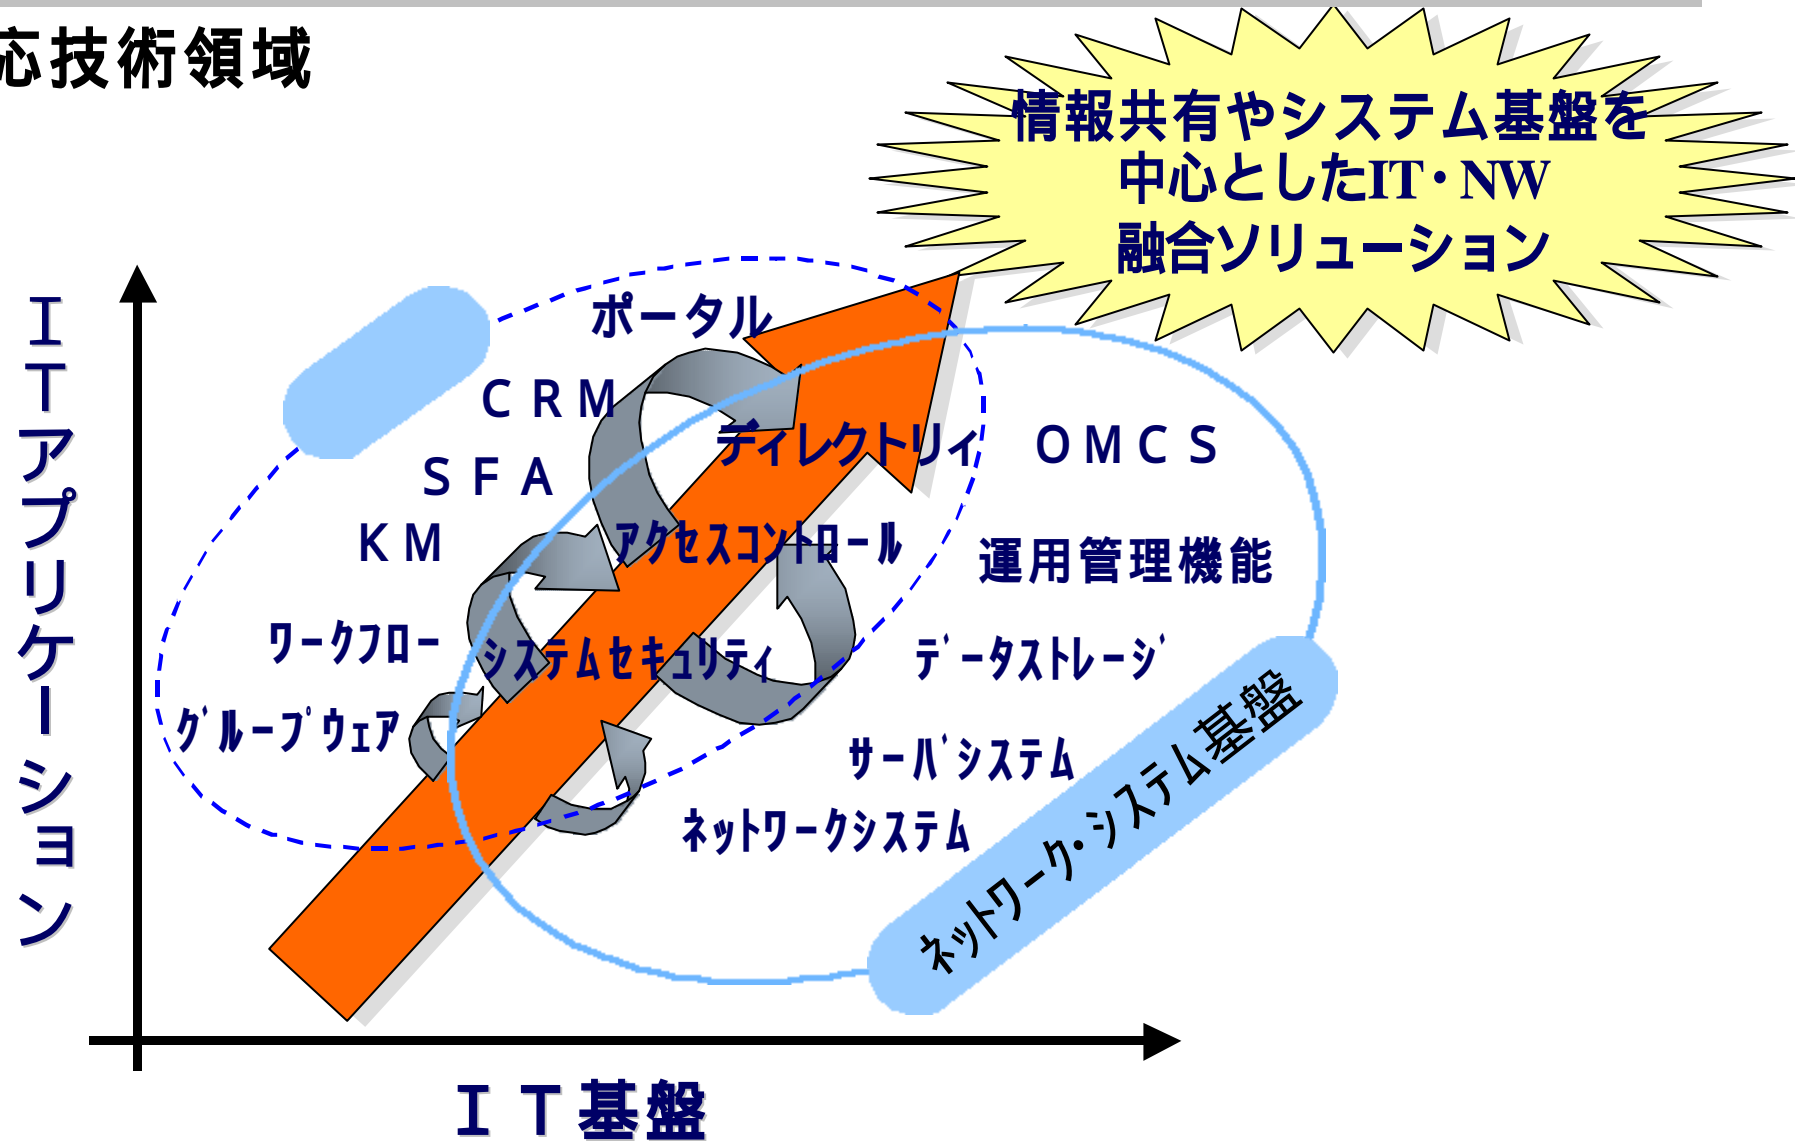 応技術領域
情報共有やシステム基盤を
中心としたIT・NW
融合ソリューション
ITアプリケーション
ポータル
CRM
ディレクトリィ
OMCS
SFA
KM
アクセスコントロール
運用管理機能
ワークフロー
システムセキュリティ
データストレージ
グループウェア
サーバシステム
ネットワークシステム
ネットワーク・システム基盤
IT基盤